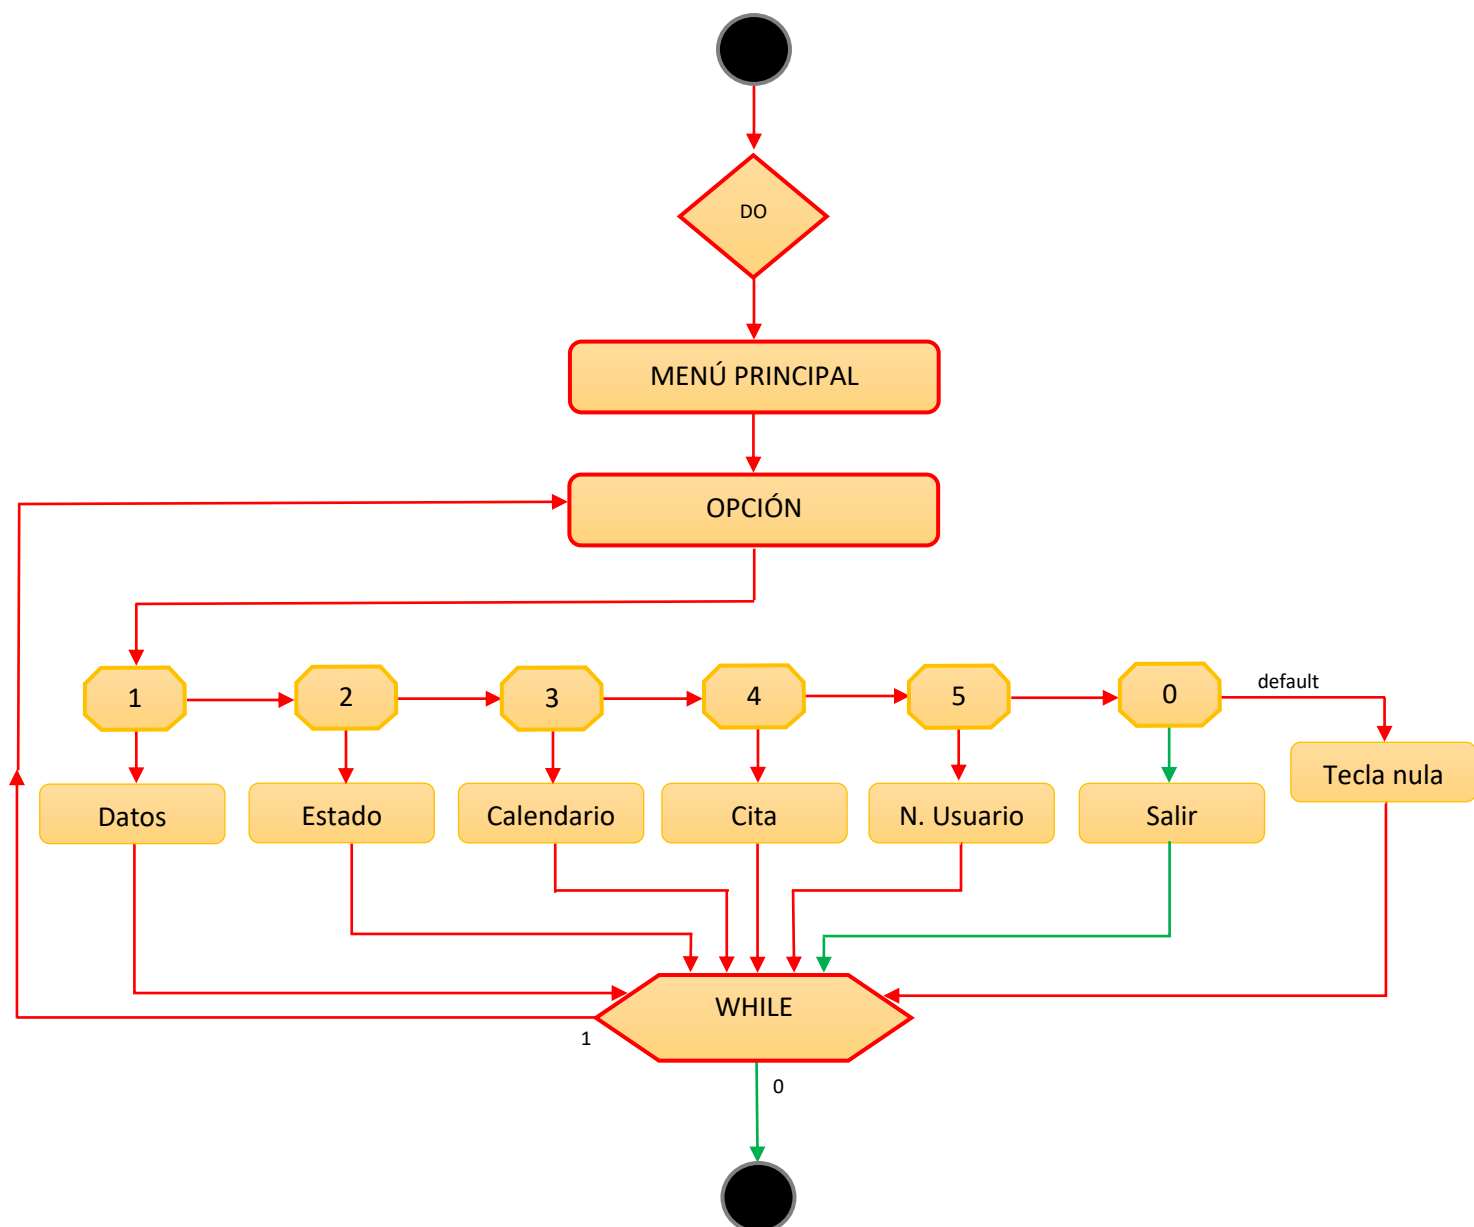 DO
MENÚ PRINCIPAL
OPCIÓN
1
2
3
4
5
0
default
Datos
Estado
Calendario
Cita
N. Usuario
Salir
Tecla nula
WHILE
1
0